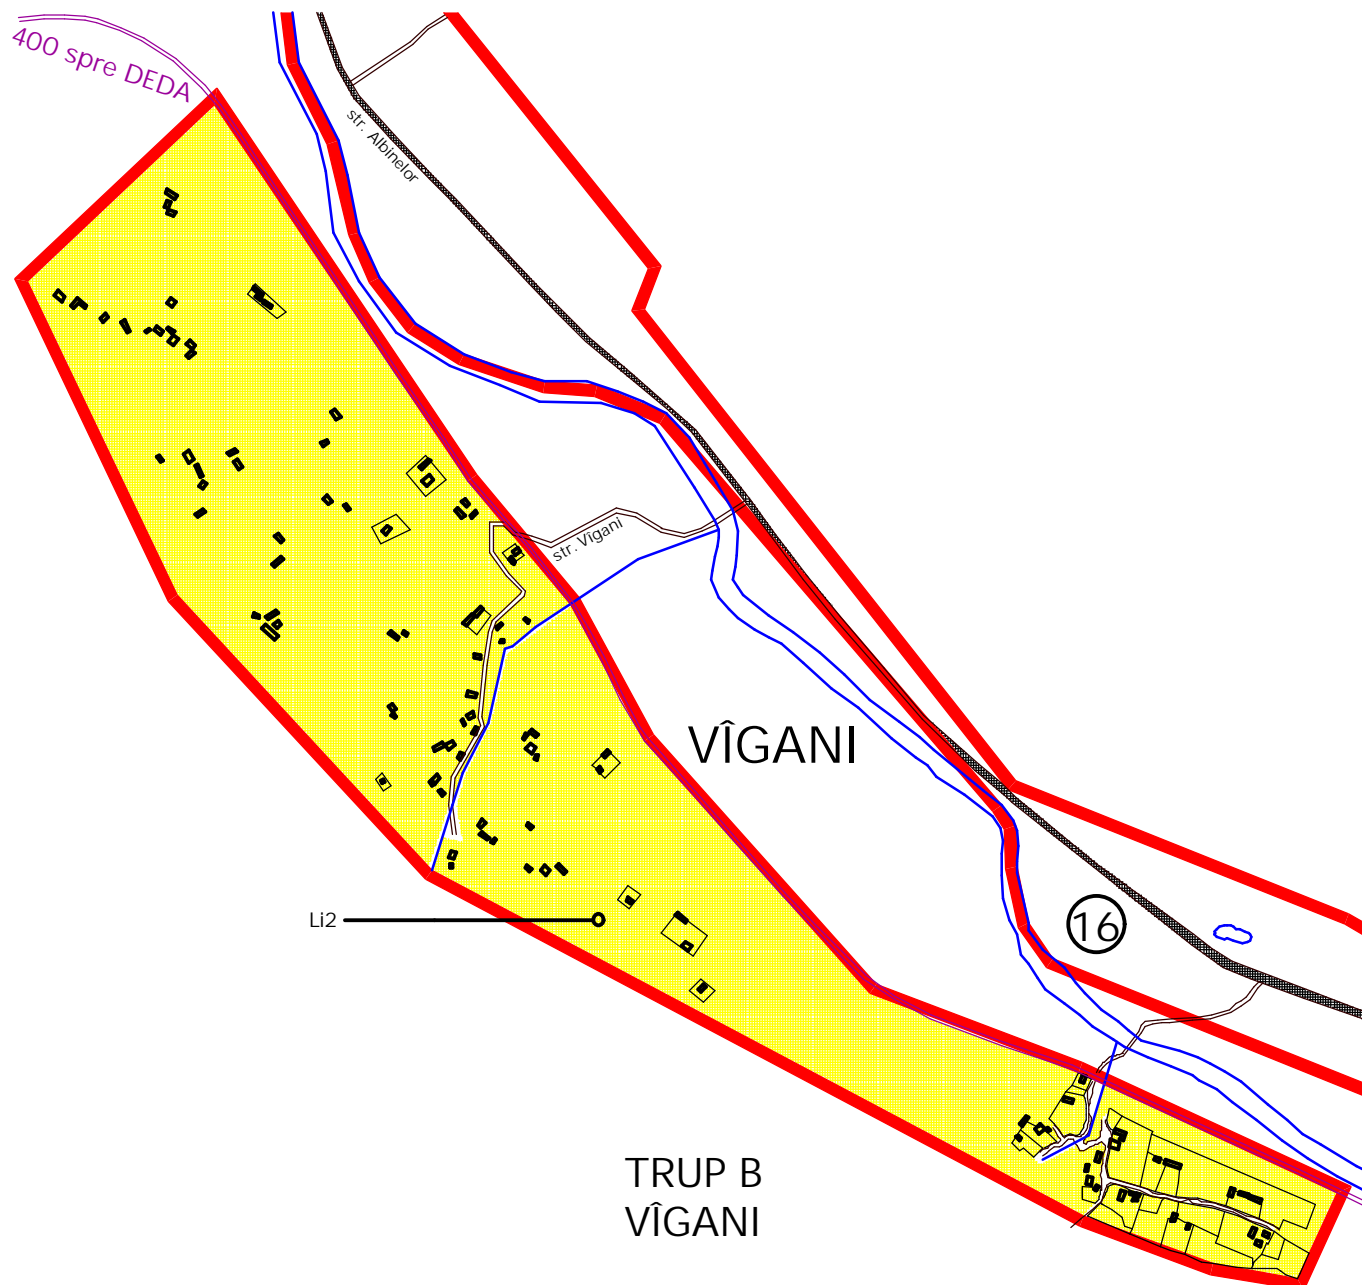 400 spre DEDA
str. Albinelor
str. Vîgani
VÎGANI
Li2
16
TRUP B
VÎGANI